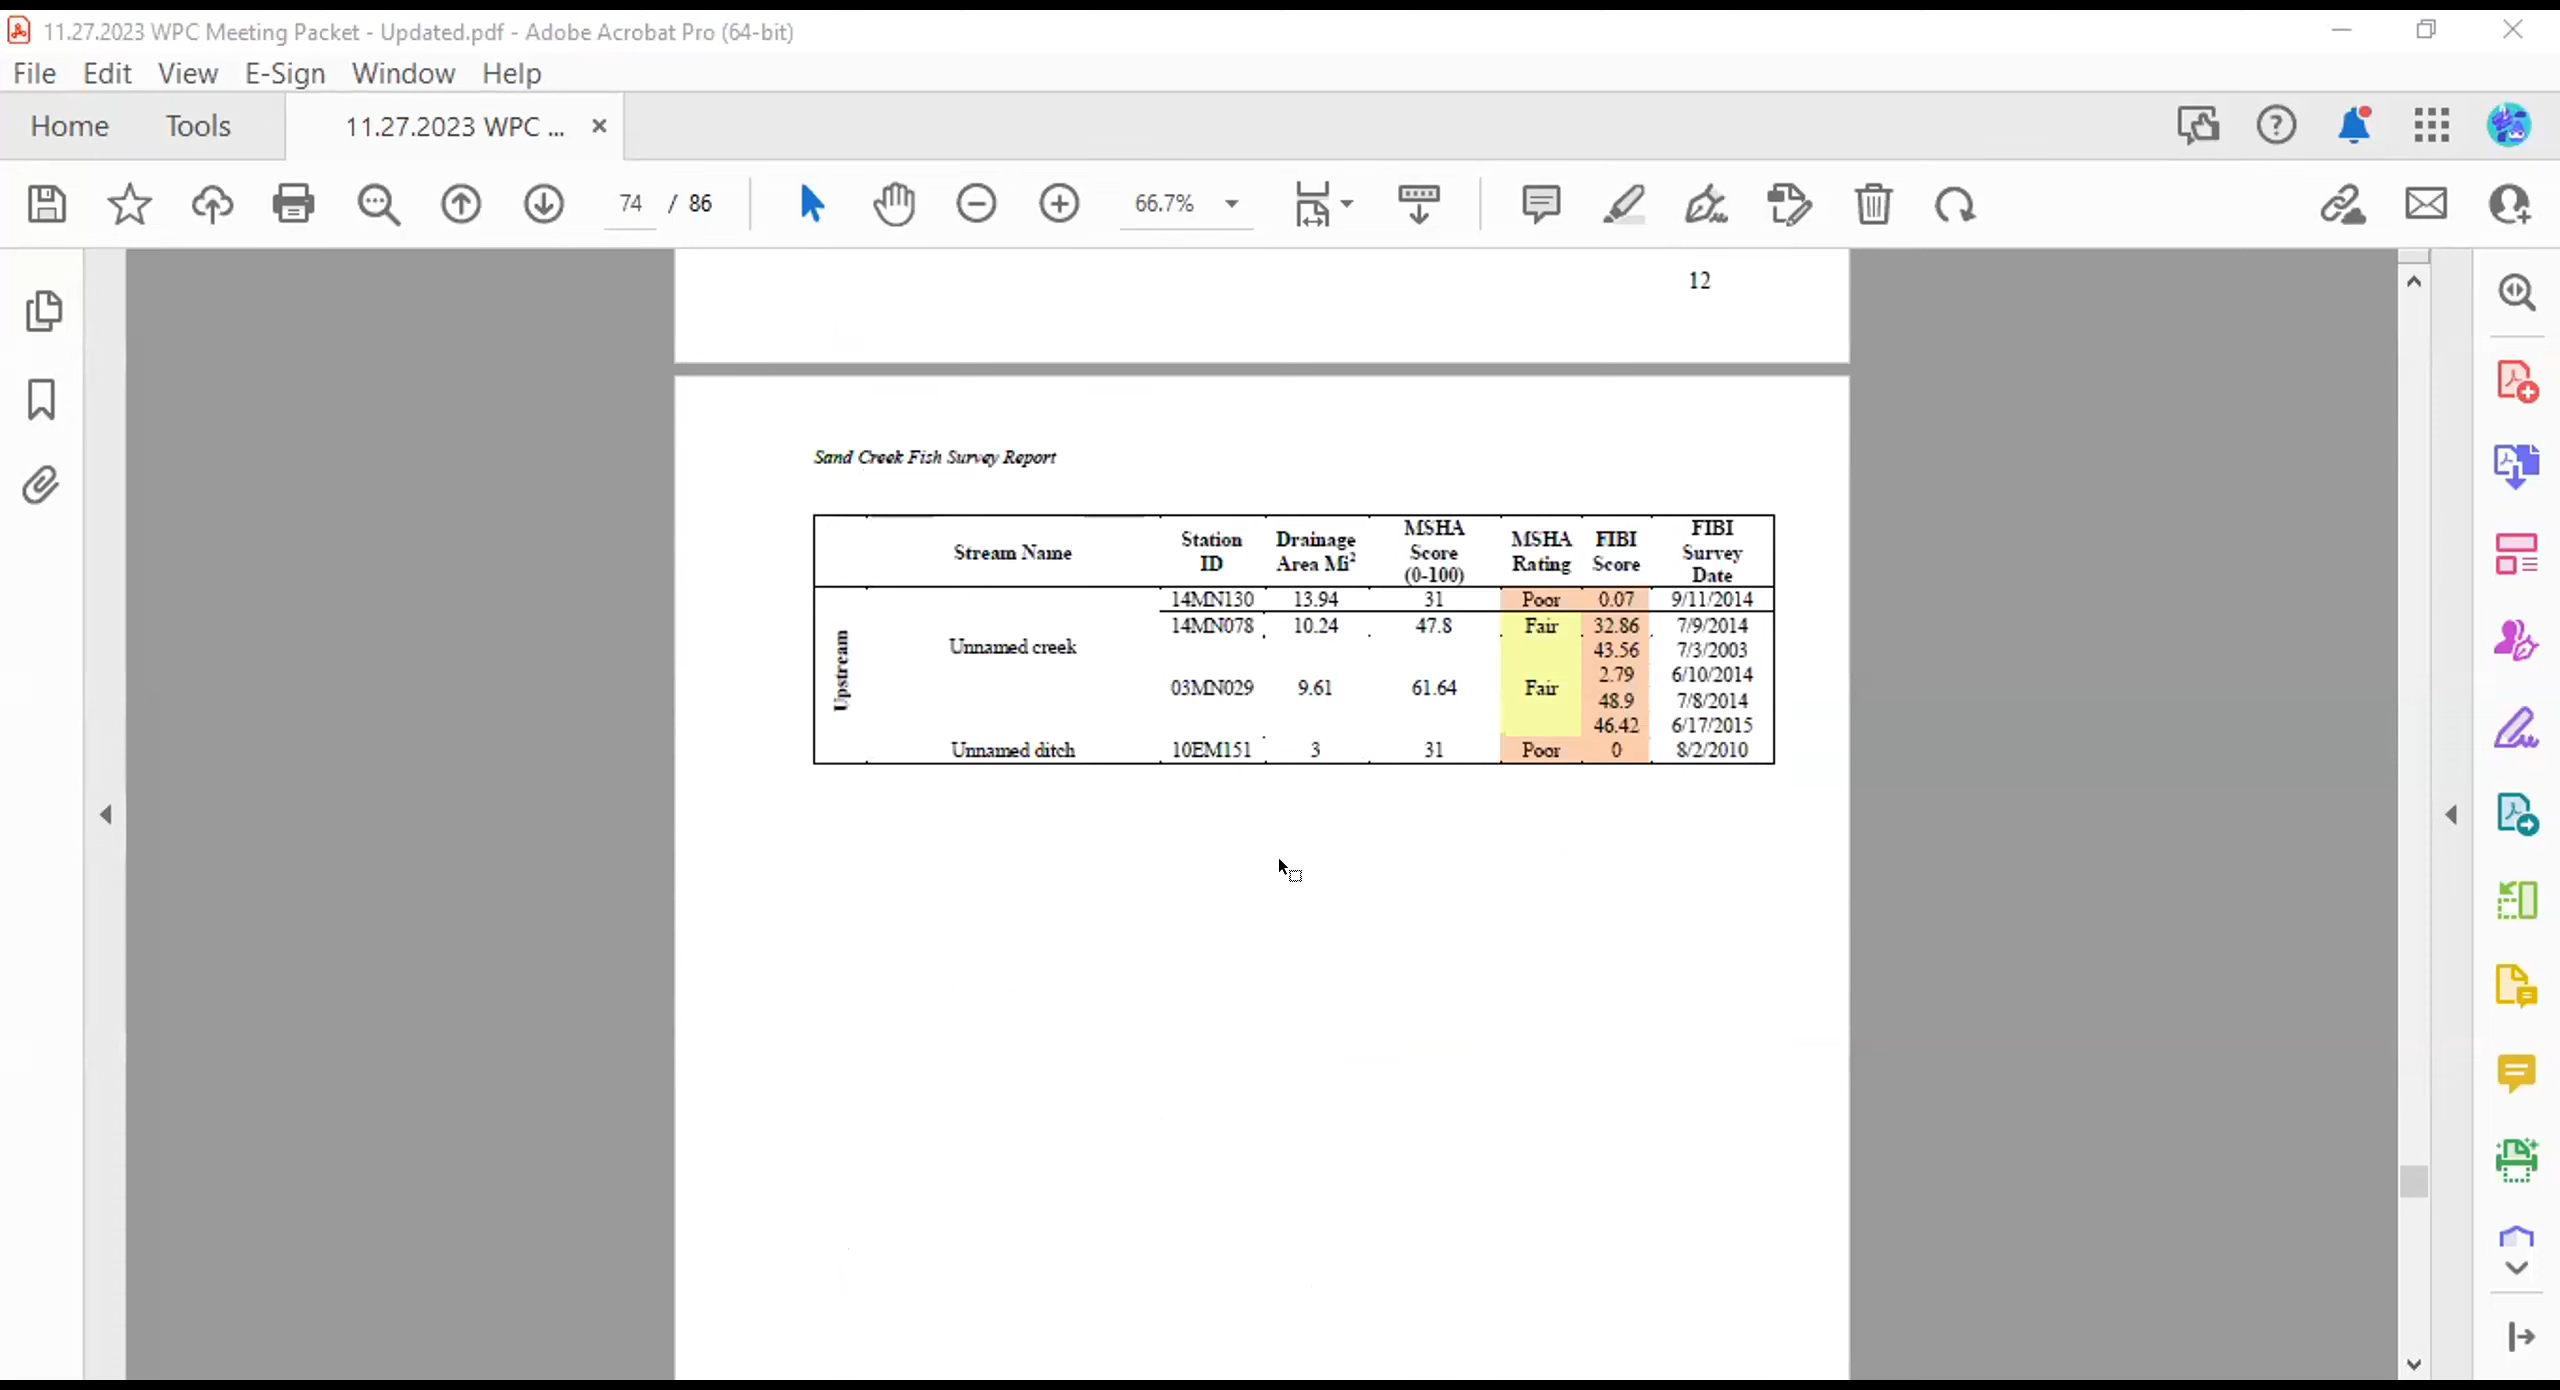 11.27.2023 WPC Meeting Packet - Updated.pdf - Adobe Acrobat Pro (64-bit)
File Edit View E-Sign Window Help
Home Tools 11.27.2023 WPC ...
74 / 86 66.7%
12
Sand Creek Fish Survey Report
Stream Name Station ID Drainage Area Mi² MSHA Score (0-100) MSHA Rating FIBI Score FIBI Survey Date
Upstream
Unnamed creek
14MN130 13.94 31 Poor 0.07 9/11/2014
14MN078 10.24 47.8 Fair 32.86 7/9/2014
43.56 7/3/2003
2.79 6/10/2014
03MN029 9.61 61.64 Fair
48.9 7/8/2014
46.42 6/17/2015
Unnamed ditch 10EM151 3 31 Poor 0 8/2/2010